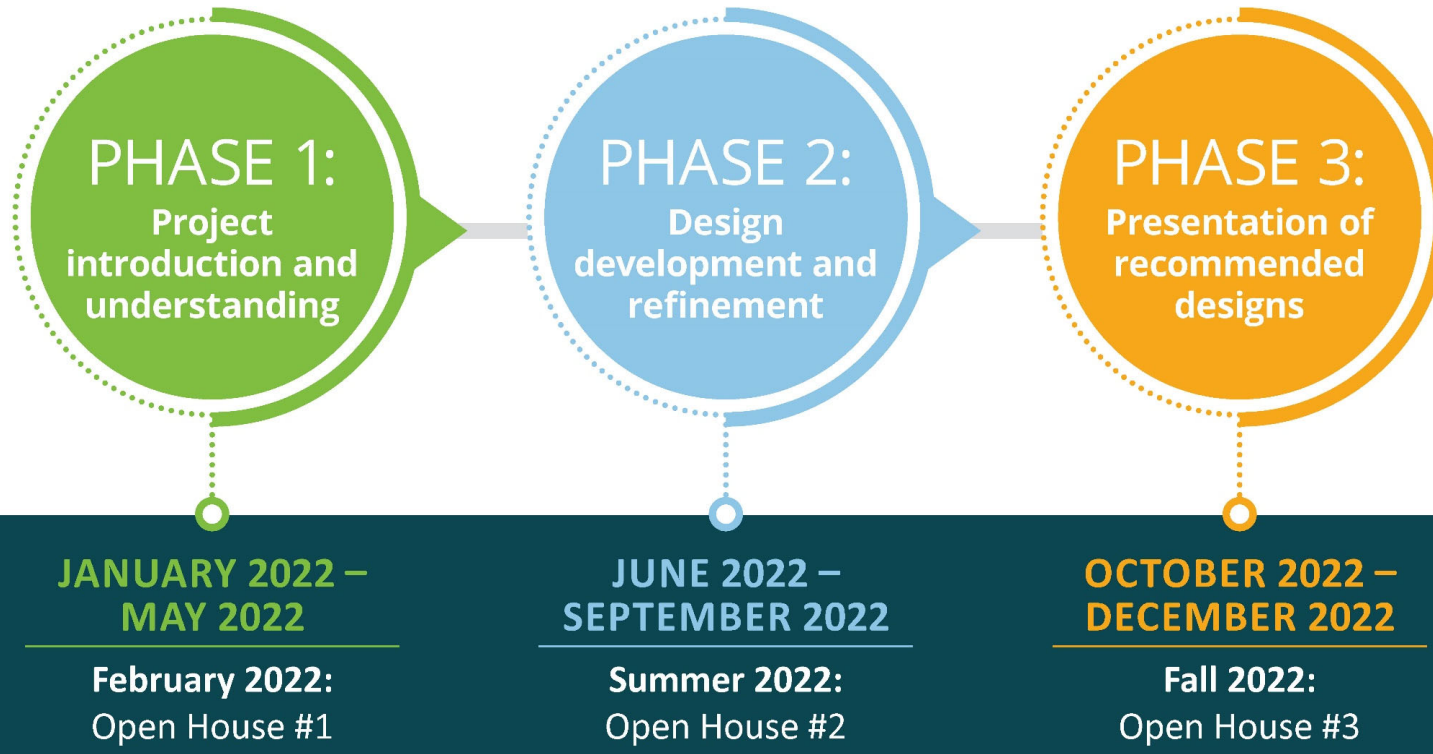 PHASE 1:
Project
introduction and
understanding
PHASE 2:
Design
development and
refinement
PHASE 3:
Presentation of
recommended
designs
JANUARY 2022 –
MAY 2022
February 2022:
Open House #1
JUNE 2022 –
SEPTEMBER 2022
Summer 2022:
Open House #2
OCTOBER 2022 –
DECEMBER 2022
Fall 2022:
Open House #3